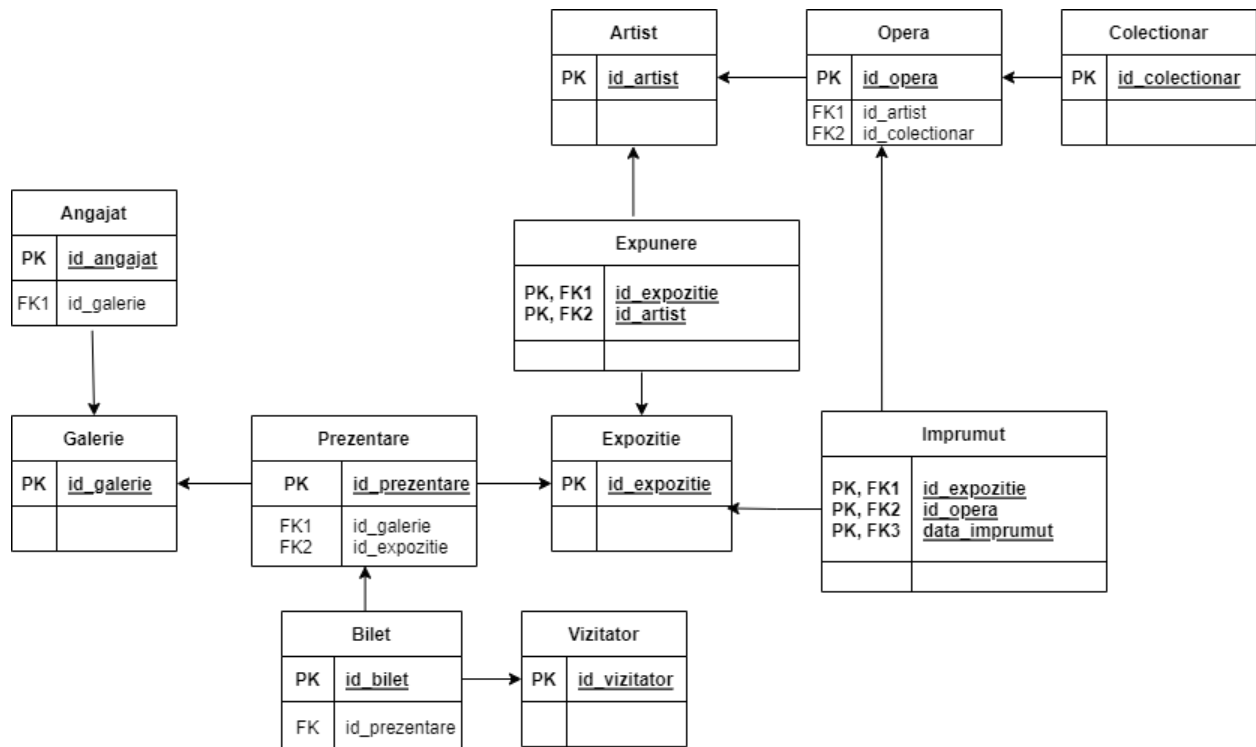 Artist
PK id_artist
Opera
PK id_opera
FK1 id_artist
FK2 id_colectionar
Colectionar
PK id_colectionar
Angajat
PK id_angajat
FK1 id_galerie
Expunere
PK, FK1 id_expozitie
PK, FK2 id_artist
Galerie
PK id_galerie
Prezentare
PK id_prezentare
FK1 id_galerie
FK2 id_expozitie
Expozitie
PK id_expozitie
Imprumut
PK, FK1 id_expozitie
PK, FK2 id_opera
PK, FK3 data_imprumut
Bilet
PK id_bilet
FK id_prezentare
Vizitator
PK id_vizitator